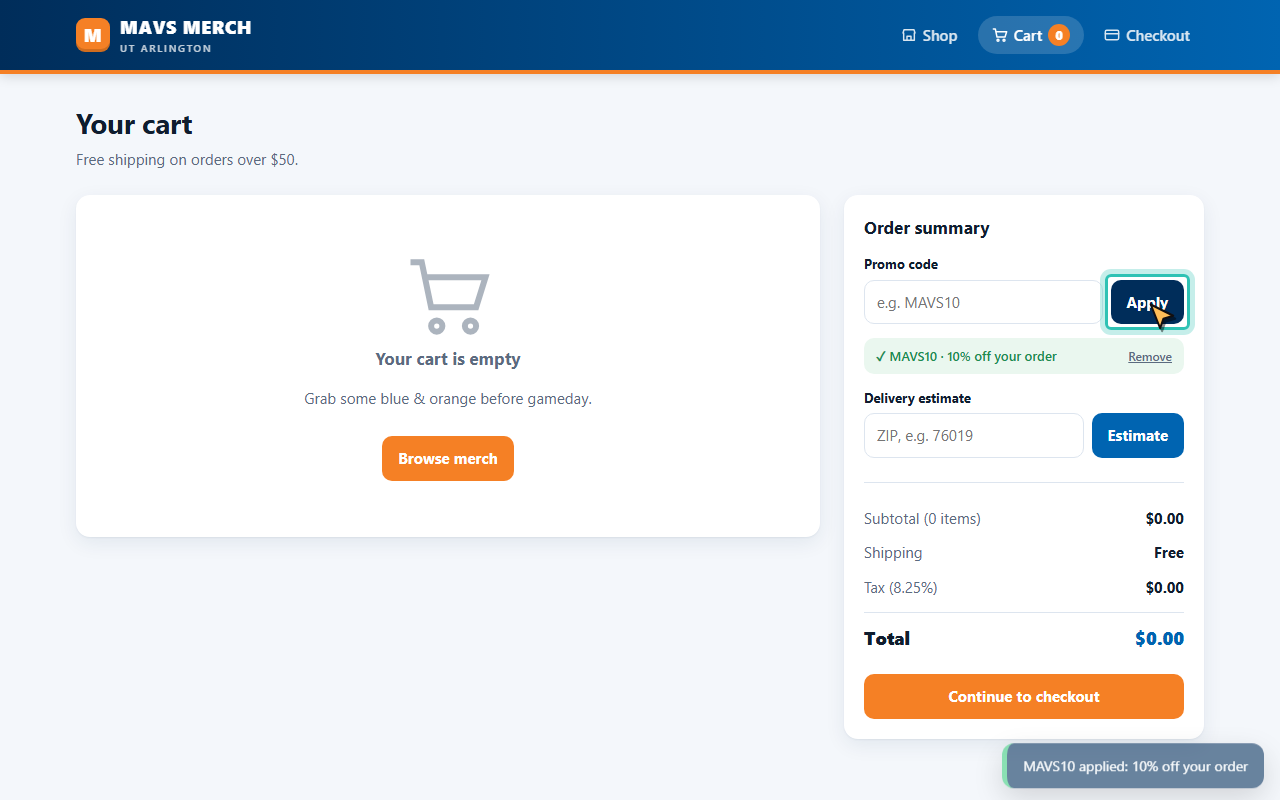 M
MAVS MERCH
UT ARLINGTON
Shop
Cart 0
Checkout
Your cart
Free shipping on orders over $50.
Your cart is empty
Grab some blue & orange before gameday.
Browse merch
Order summary
Promo code
e.g. MAVS10
Apply
✓ MAVS10 · 10% off your order
Remove
Delivery estimate
ZIP, e.g. 76019
Estimate
Subtotal (0 items) $0.00
Shipping Free
Tax (8.25%) $0.00
Total $0.00
Continue to checkout
MAVS10 applied: 10% off your order